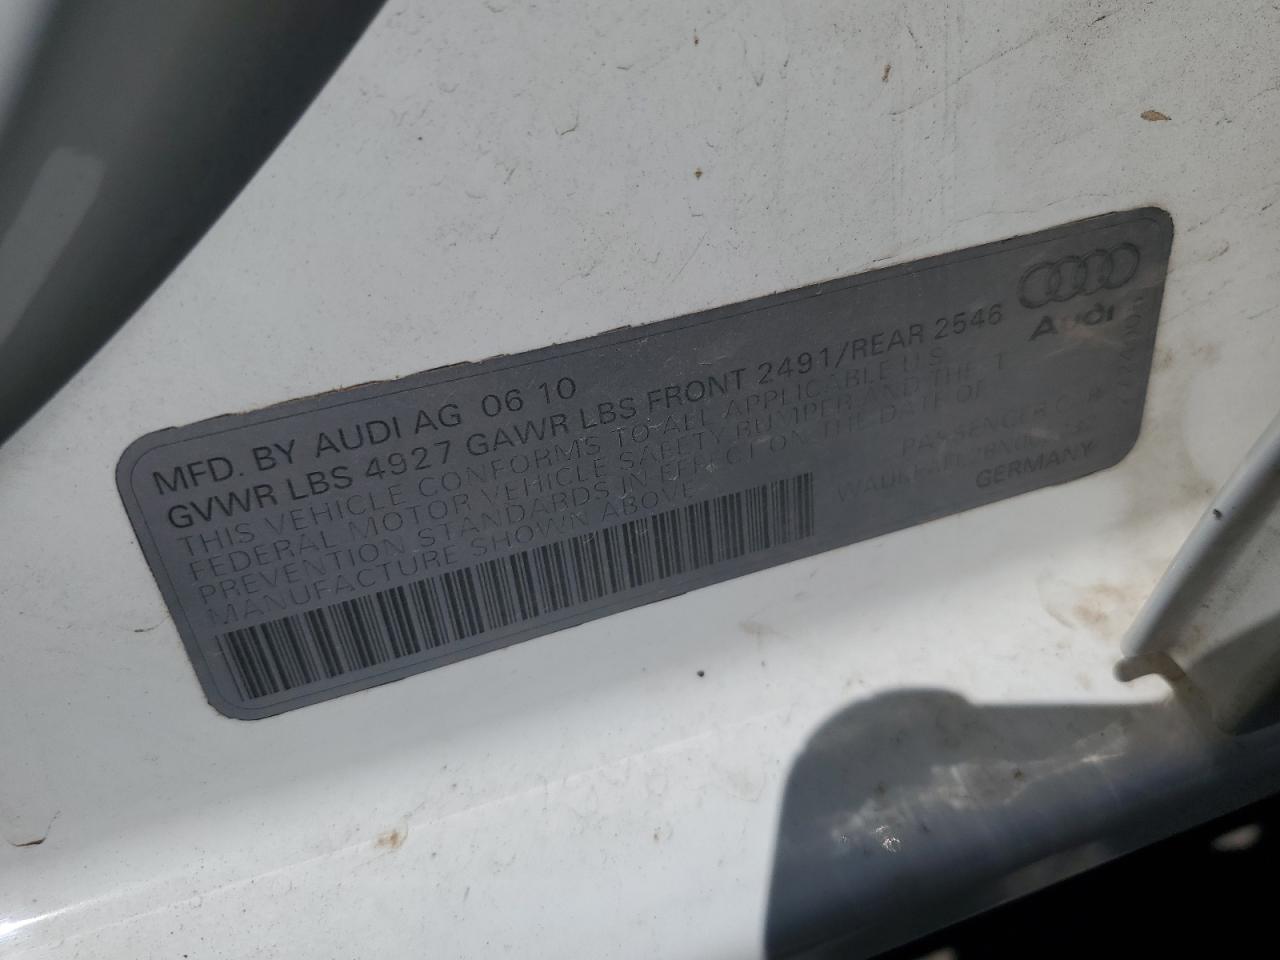 MFD. BY AUDI AG 06 10
GVWR LBS 4927 GAWR LBS FRONT 2491/REAR 2546
THIS VEHICLE CONFORMS TO ALL APPLICABLE U.S.
FEDERAL MOTOR VEHICLE SAFETY BUMPER AND THE T
PREVENTION STANDARDS IN EFFECT ON THE DATE OF
MANUFACTURE SHOWN ABOVE
Audi
PASSENGER
GERMANY